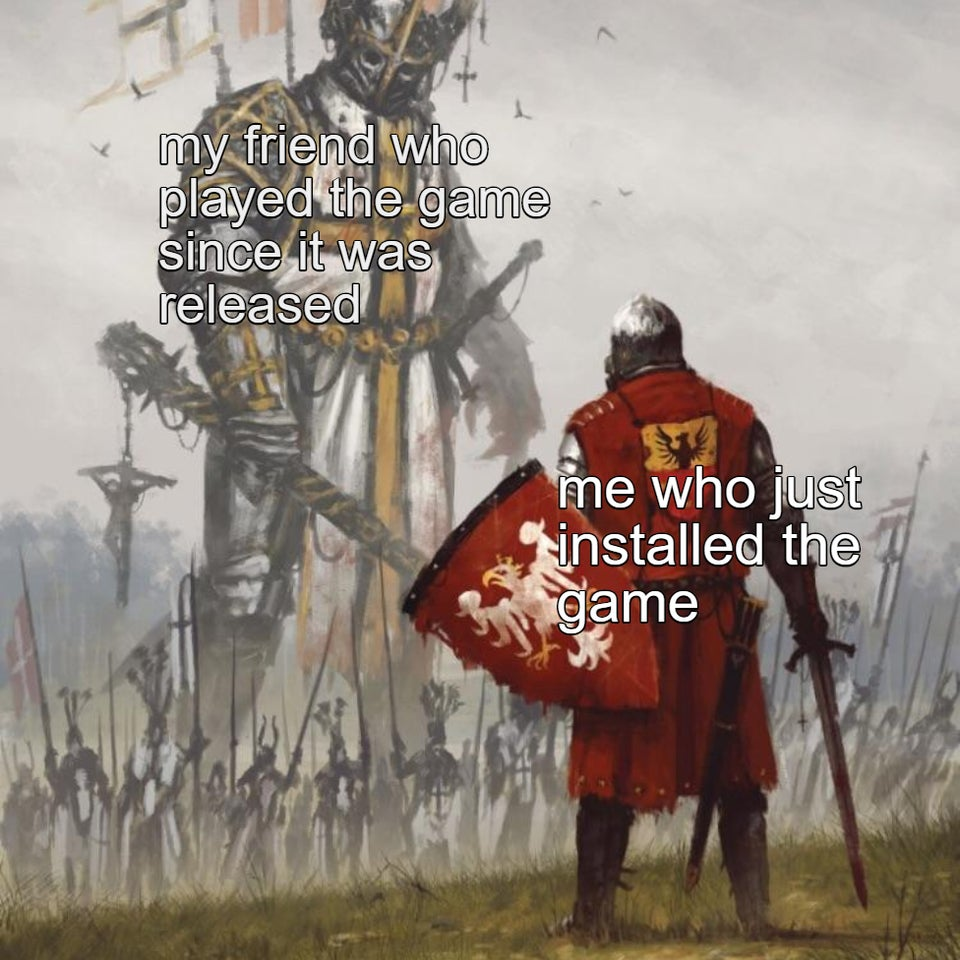 my friend who
played the game
since it was
released
me who just
installed the
game